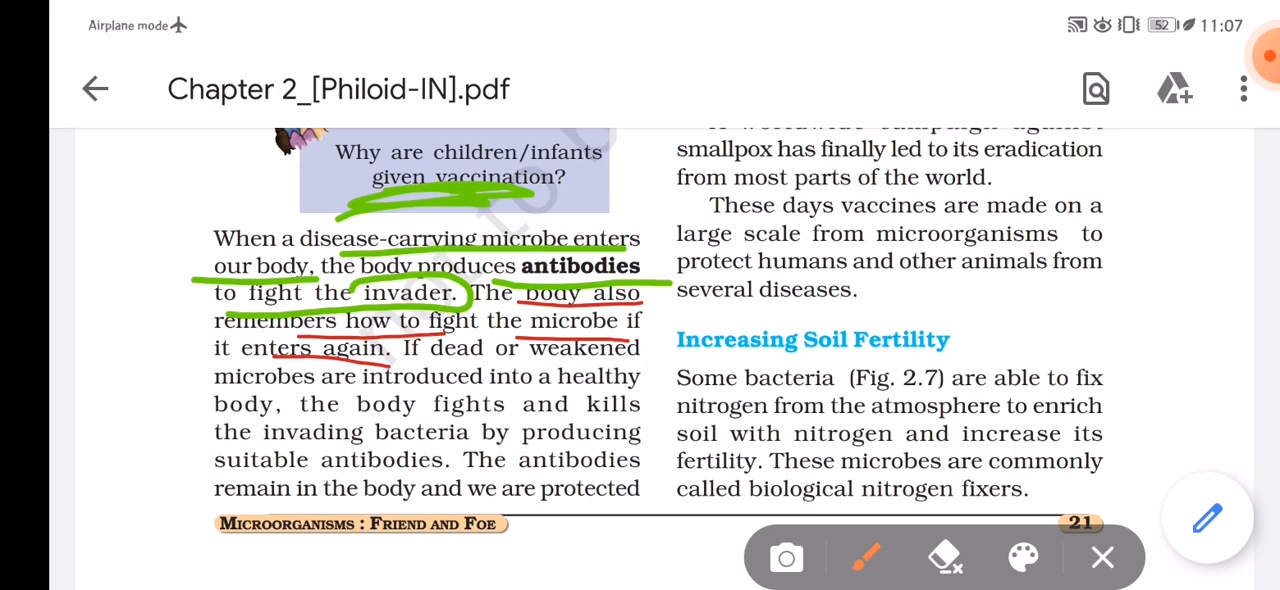 Airplane mode
52 11:07
Chapter 2_[Philoid-IN].pdf
Why are children/infants
given vaccination?
When a disease-carrying microbe enters
our body, the body produces antibodies
to fight the invader. The body also
remembers how to fight the microbe if
it enters again. If dead or weakened
microbes are introduced into a healthy
body, the body fights and kills
the invading bacteria by producing
suitable antibodies. The antibodies
remain in the body and we are protected
smallpox has finally led to its eradication
from most parts of the world.
These days vaccines are made on a
large scale from microorganisms to
protect humans and other animals from
several diseases.
Increasing Soil Fertility
Some bacteria (Fig. 2.7) are able to fix
nitrogen from the atmosphere to enrich
soil with nitrogen and increase its
fertility. These microbes are commonly
called biological nitrogen fixers.
MICROORGANISMS : FRIEND AND FOE
21